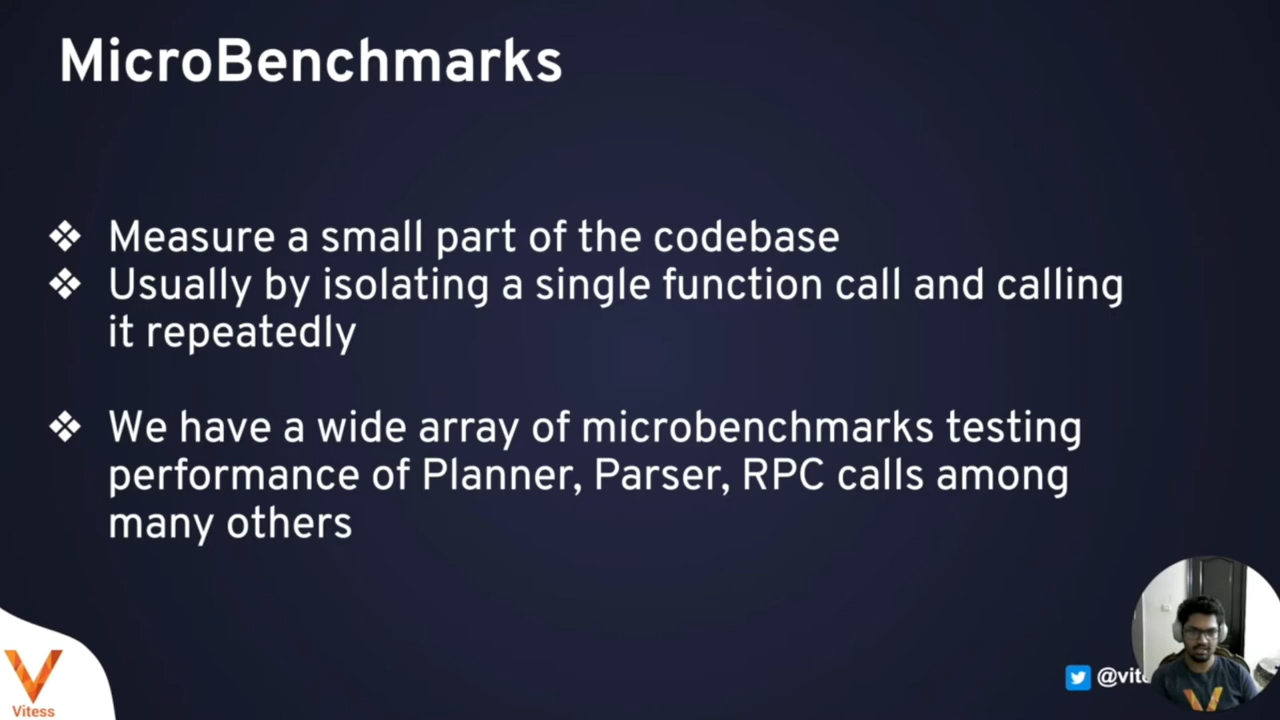 MicroBenchmarks
❖ Measure a small part of the codebase
❖ Usually by isolating a single function call and calling
it repeatedly
❖ We have a wide array of microbenchmarks testing
performance of Planner, Parser, RPC calls among
many others
Vitess